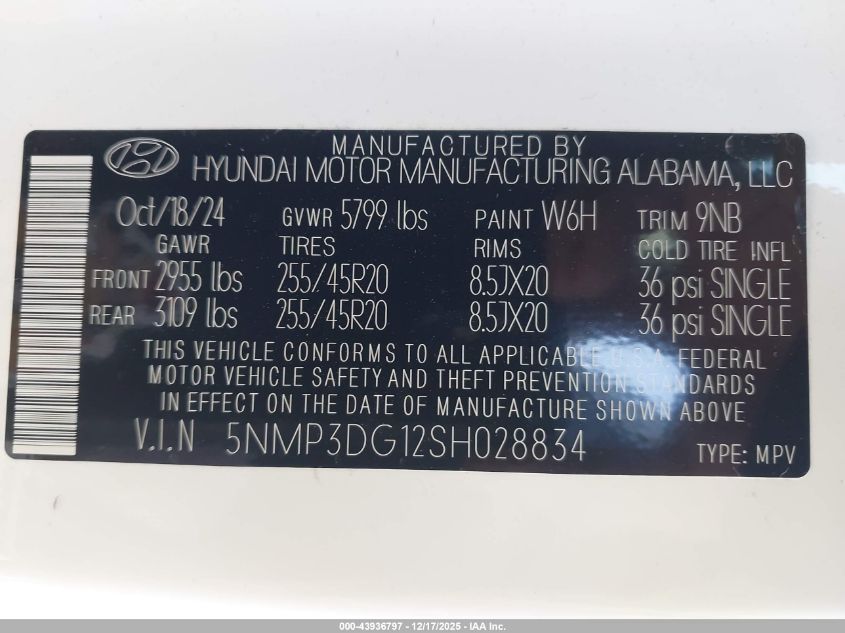 MANUFACTURED BY
HYUNDAI MOTOR MANUFACTURING ALABAMA, LLC
Oct/18/24 GVWR 5799 lbs PAINT W6H TRIM 9NB
GAWR TIRES RIMS COLD TIRE INFL
FRONT 2955 lbs 255/45R20 8.5JX20 36 psi SINGLE
REAR 3109 lbs 255/45R20 8.5JX20 36 psi SINGLE
THIS VEHICLE CONFORMS TO ALL APPLICABLE U.S.A. FEDERAL
MOTOR VEHICLE SAFETY AND THEFT PREVENTION STANDARDS
IN EFFECT ON THE DATE OF MANUFACTURE SHOWN ABOVE
V.I.N 5NMP3DG12SH028834 TYPE: MPV
000-43936797 - 12/17/2025 - IAA Inc.